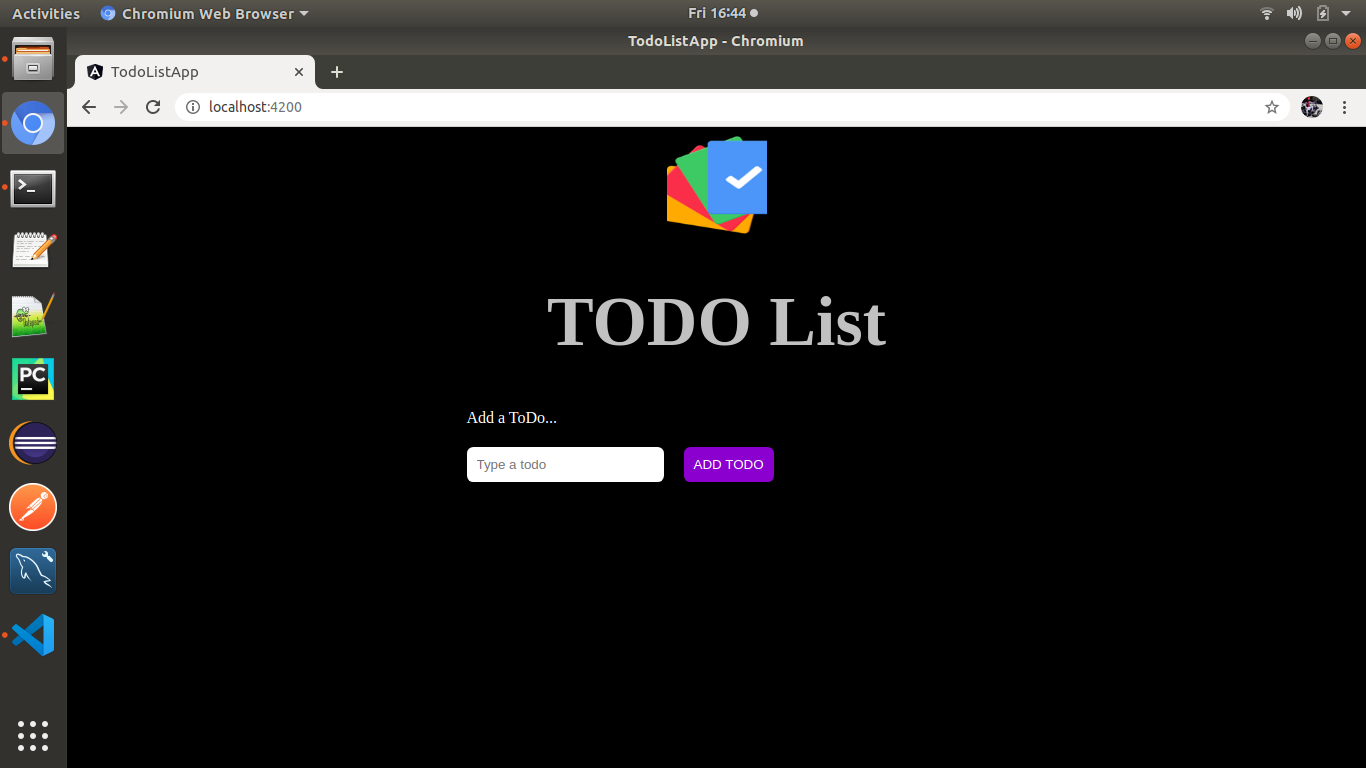 Activities Chromium Web Browser Fri 16:44
TodoListApp - Chromium
TodoListApp
localhost:4200
TODO List
Add a ToDo...
Type a todo ADD TODO
PC